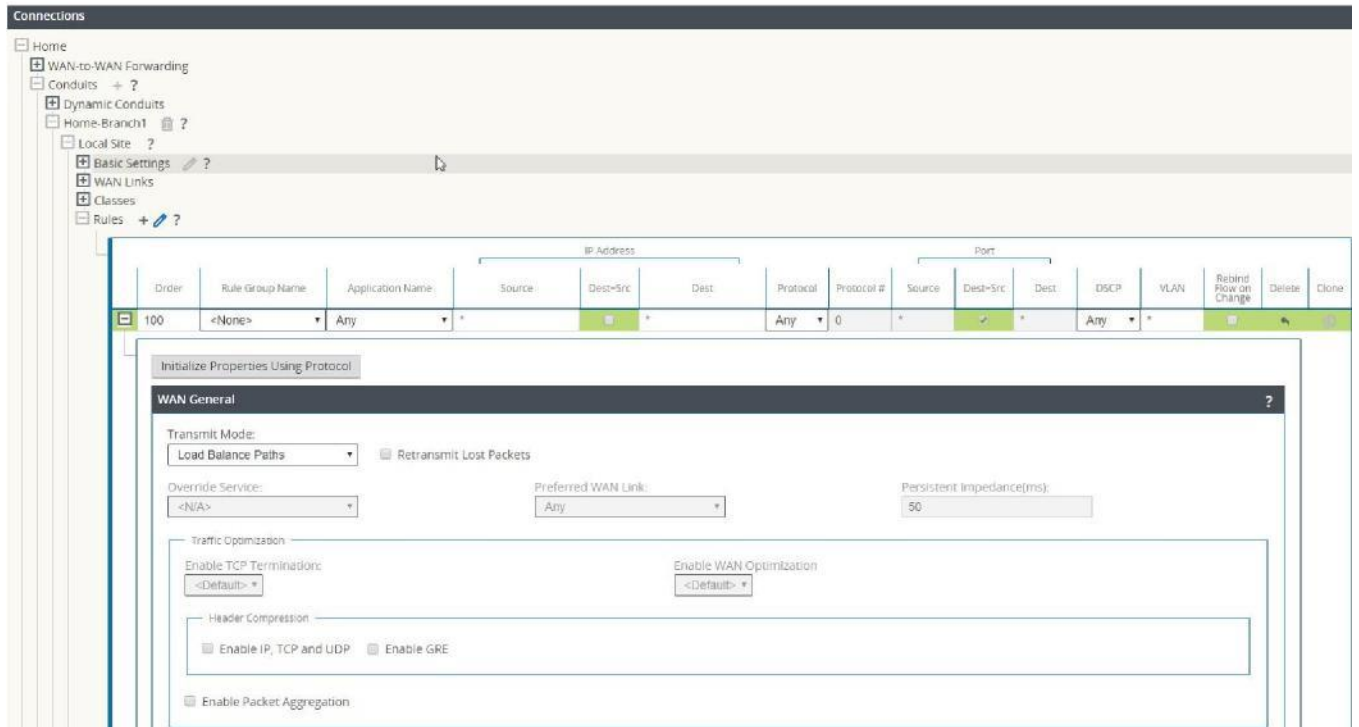 Connections
Home
WAN-to-WAN Forwarding
Conduits + ?
Dynamic Conduits
Home-Branch1 ?
Local Site ?
Basic Settings ?
WAN Links
Classes
Rules + ?
IP Address Port
Order Rule Group Name Application Name Source Dest=Src Dest Protocol Protocol # Source Dest=Src Dest DSCP VLAN Rebind Flow on Change Delete Clone
100 <None> Any * * Any 0 * * Any *
Initialize Properties Using Protocol
WAN General ?
Transmit Mode:
Load Balance Paths Retransmit Lost Packets
Override Service: Preferred WAN Link: Persistent Impedance(ms):
<N/A> Any 50
Traffic Optimization
Enable TCP Termination: Enable WAN Optimization
<Default> <Default>
Header Compression
Enable IP, TCP and UDP Enable GRE
Enable Packet Aggregation